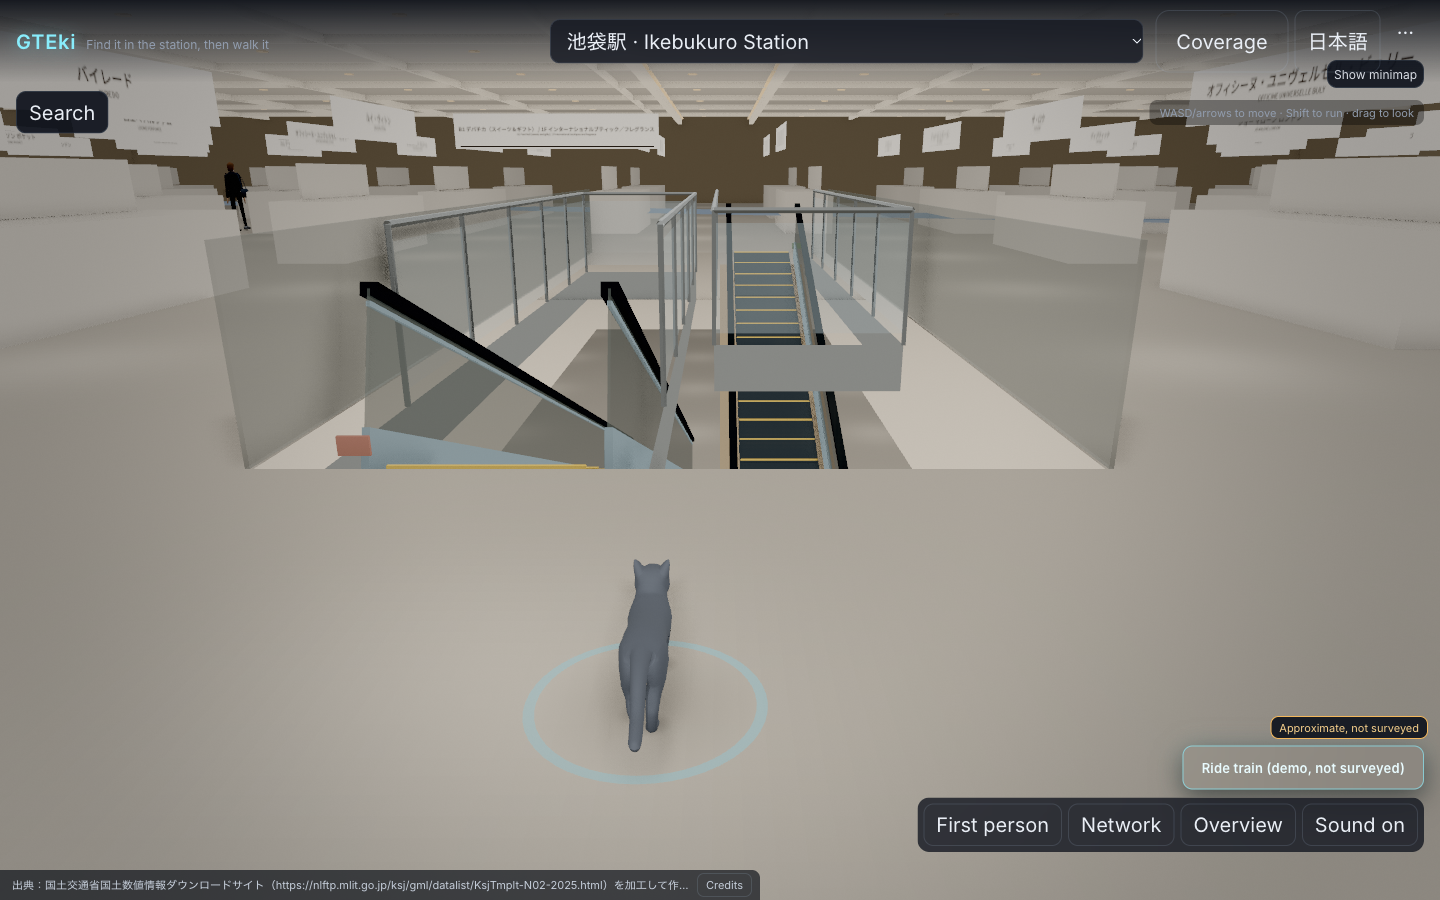 GTEki
Find it in the station, then walk it
池袋駅 · Ikebukuro Station
Coverage
日本語
...
Show minimap
Search
WASD/arrows to move · Shift to run · drag to look
バイレード
Approximate, not surveyed
Ride train (demo, not surveyed)
First person
Network
Overview
Sound on
出典：国土交通省国土数値情報ダウンロードサイト（https://nlftp.mlit.go.jp/ksj/gml/datalist/KsjTmplt-N02-2025.html）を加工して作...
Credits